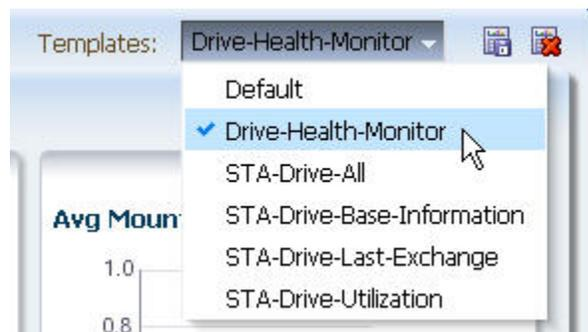 Templates: Drive-Health-Monitor
Default
Drive-Health-Monitor
STA-Drive-All
STA-Drive-Base-Information
STA-Drive-Last-Exchange
STA-Drive-Utilization
Avg Moun
1.0
0.8